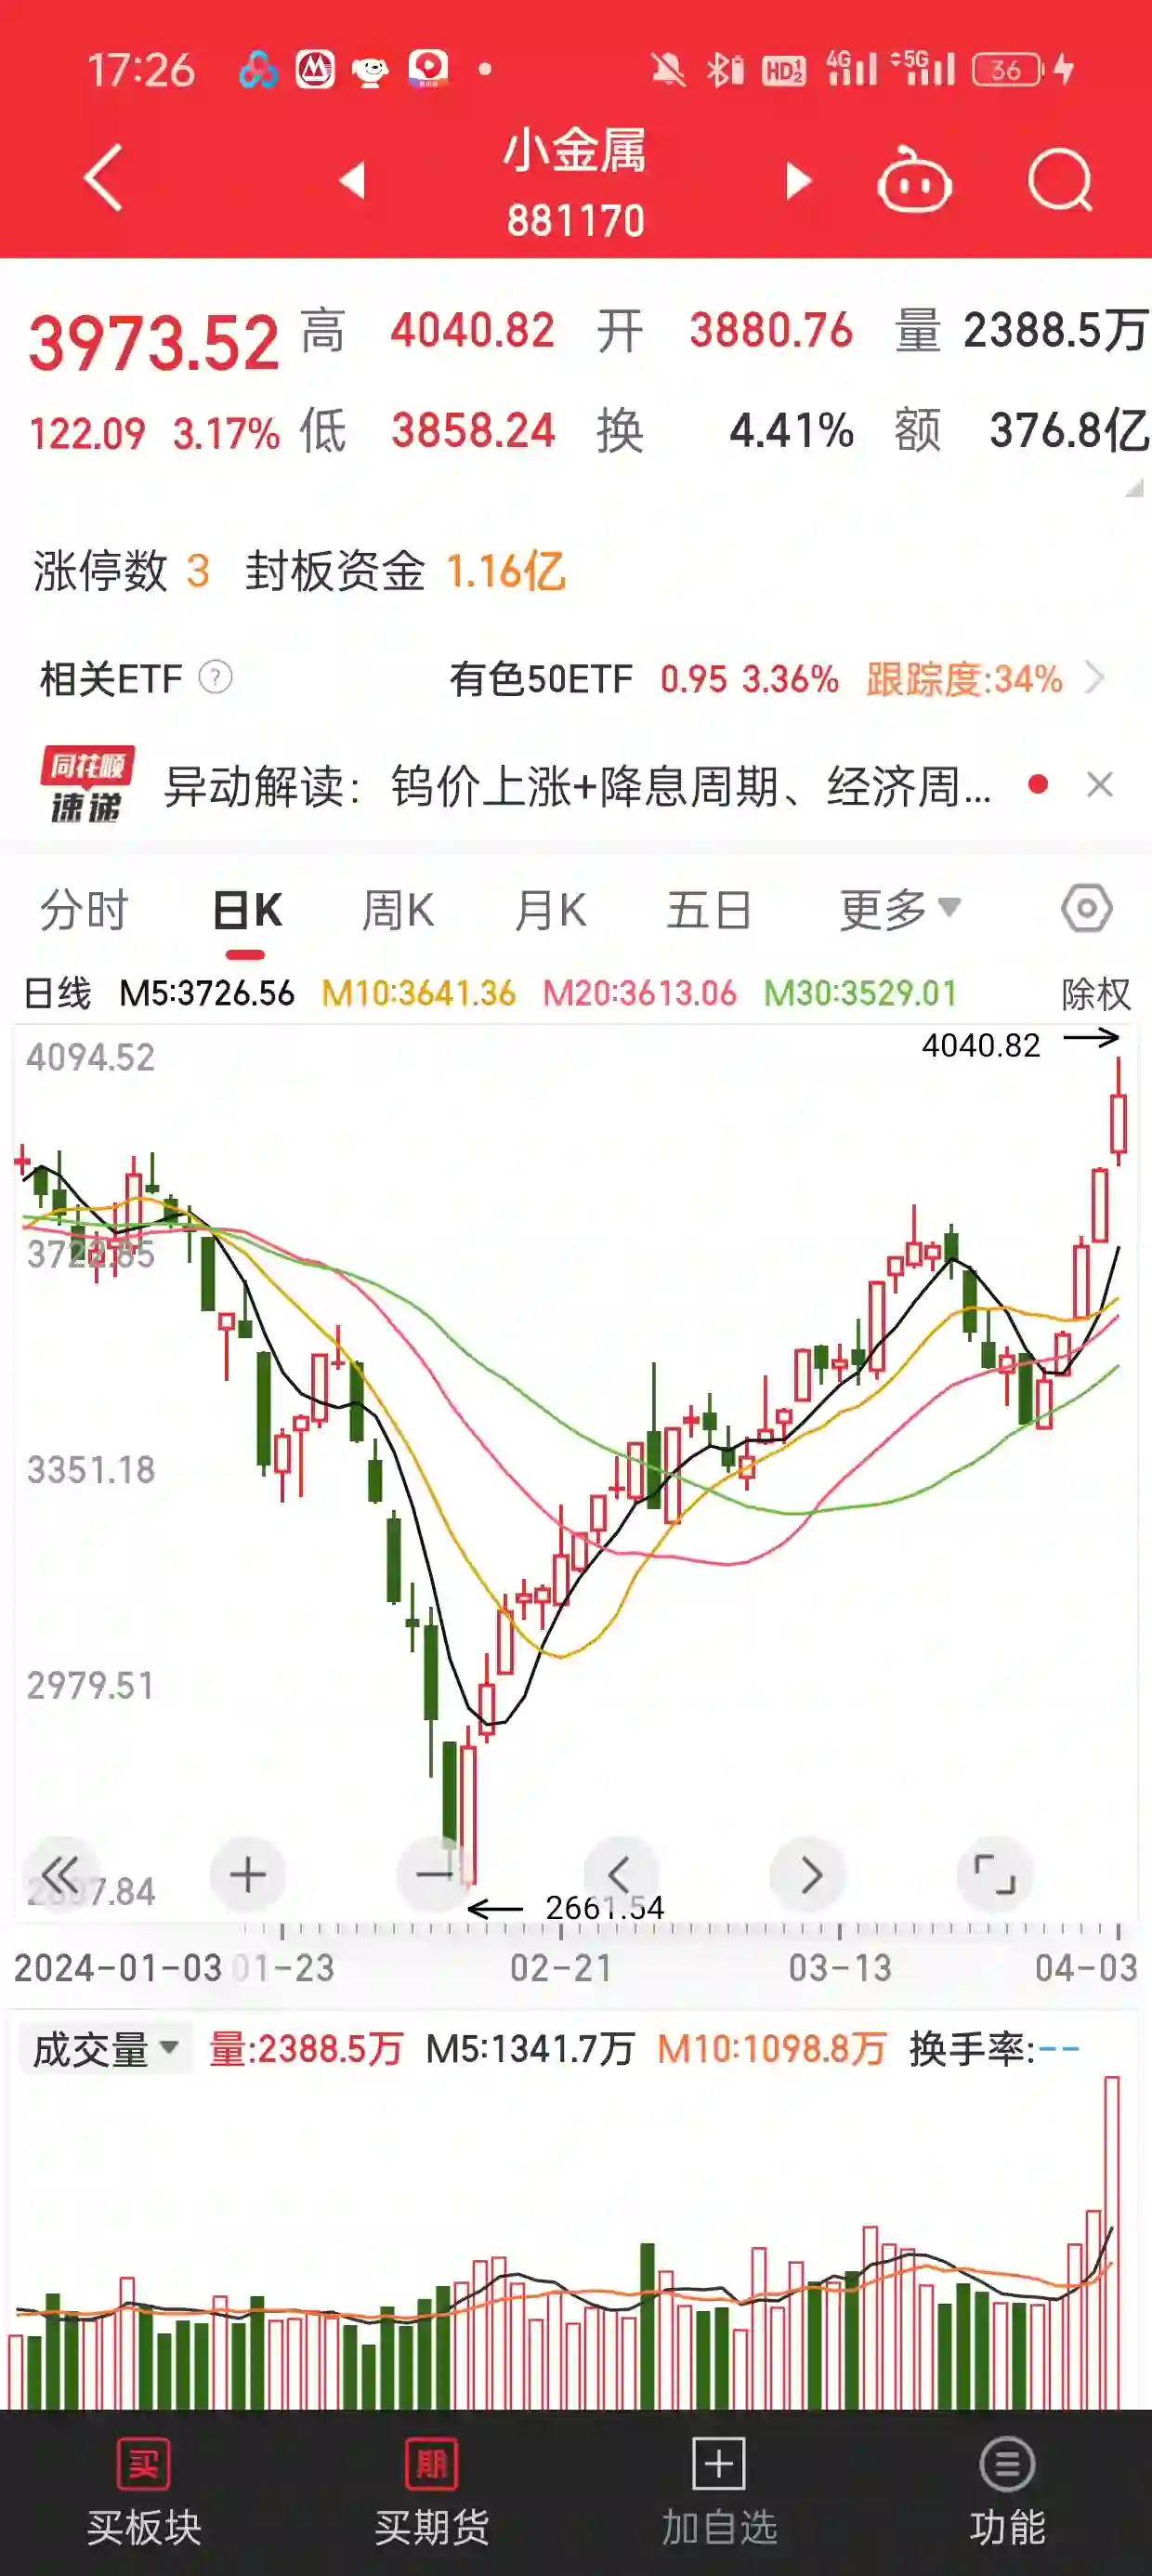 17:26 HD1 2 4G 5G 36
小金属
881170
3973.52 高 4040.82 开 3880.76 量 2388.5万
122.09 3.17% 低 3858.24 换 4.41% 额 376.8亿
涨停数 3 封板资金 1.16亿
相关ETF ? 有色50ETF 0.95 3.36% 跟踪度:34%
同花顺
速递
异动解读：钨价上涨+降息周期、经济周...
分时 日K 周K 月K 五日 更多
日线 M5:3726.56 M10:3641.36 M20:3613.06 M30:3529.01 除权
4094.52
4040.82
3722.85
3351.18
2979.51
7.84
2661.54
2024-01-03 01-23 02-21 03-13 04-03
成交量 量:2388.5万 M5:1341.7万 M10:1098.8万 换手率:--
买 期
买板块 买期货 加自选 功能